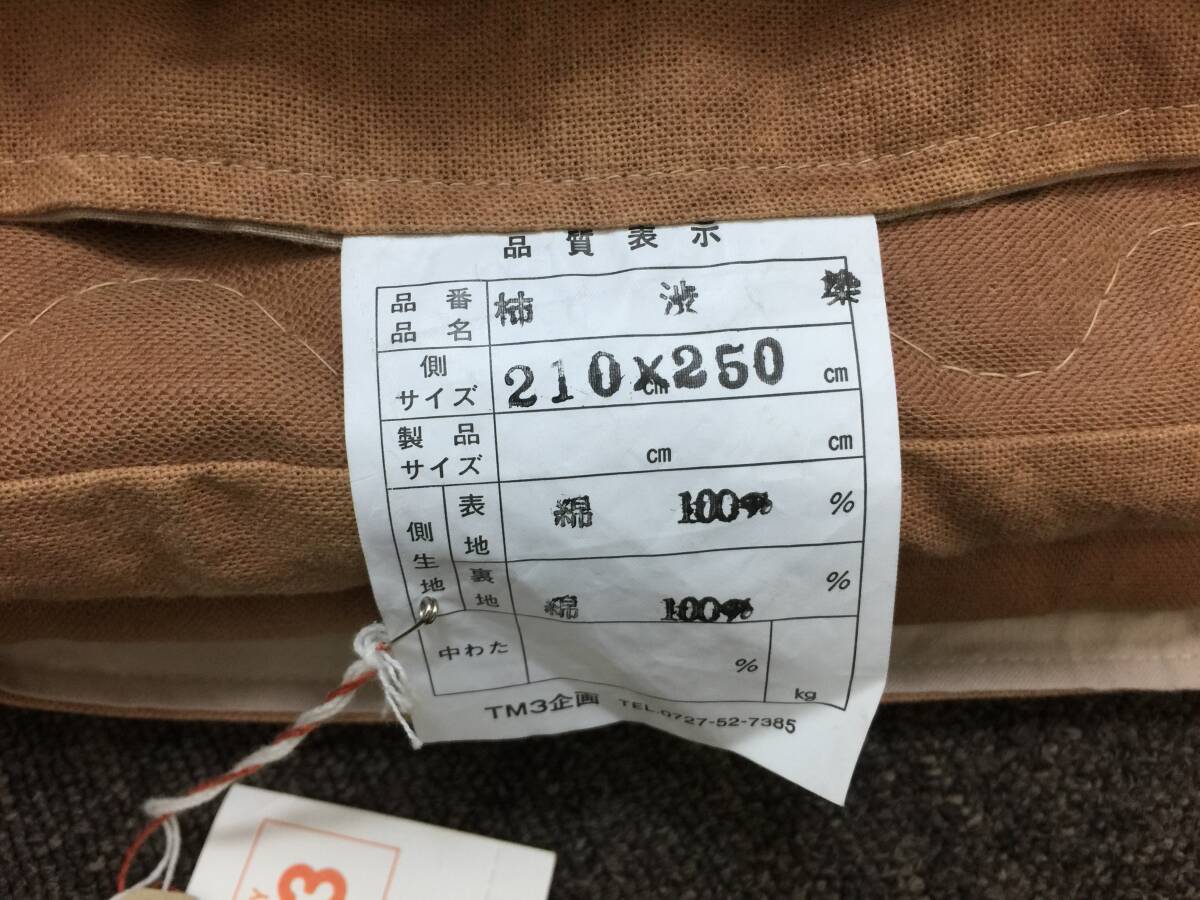 品質表示
品番 品名 柿渋染
側サイズ 210×250 cm cm
製品サイズ cm cm
側生地 表地 綿 100% %
裏地 綿 100% %
中わた % kg
TM3企画 TEL.0727-52-7385
3
Y